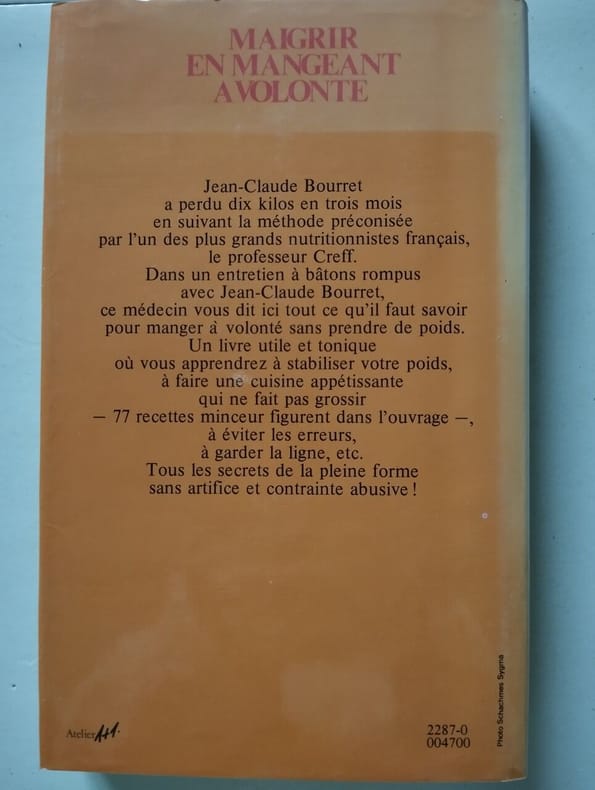 MAIGRIR
EN MANGEANT
A VOLONTE
Jean-Claude Bourret
a perdu dix kilos en trois mois
en suivant la méthode préconisée
par l'un des plus grands nutritionnistes français,
le professeur Creff.
Dans un entretien à bâtons rompus
avec Jean-Claude Bourret,
ce médecin vous dit ici tout ce qu'il faut savoir
pour manger à volonté sans prendre de poids.
Un livre utile et tonique
où vous apprendrez à stabiliser votre poids,
à faire une cuisine appétissante
qui ne fait pas grossir
— 77 recettes minceur figurent dans l'ouvrage —,
à éviter les erreurs,
à garder la ligne, etc.
Tous les secrets de la pleine forme
sans artifice et contrainte abusive !
Atelier A+A.
2287-0
004700
Photo Schachmes Sygma